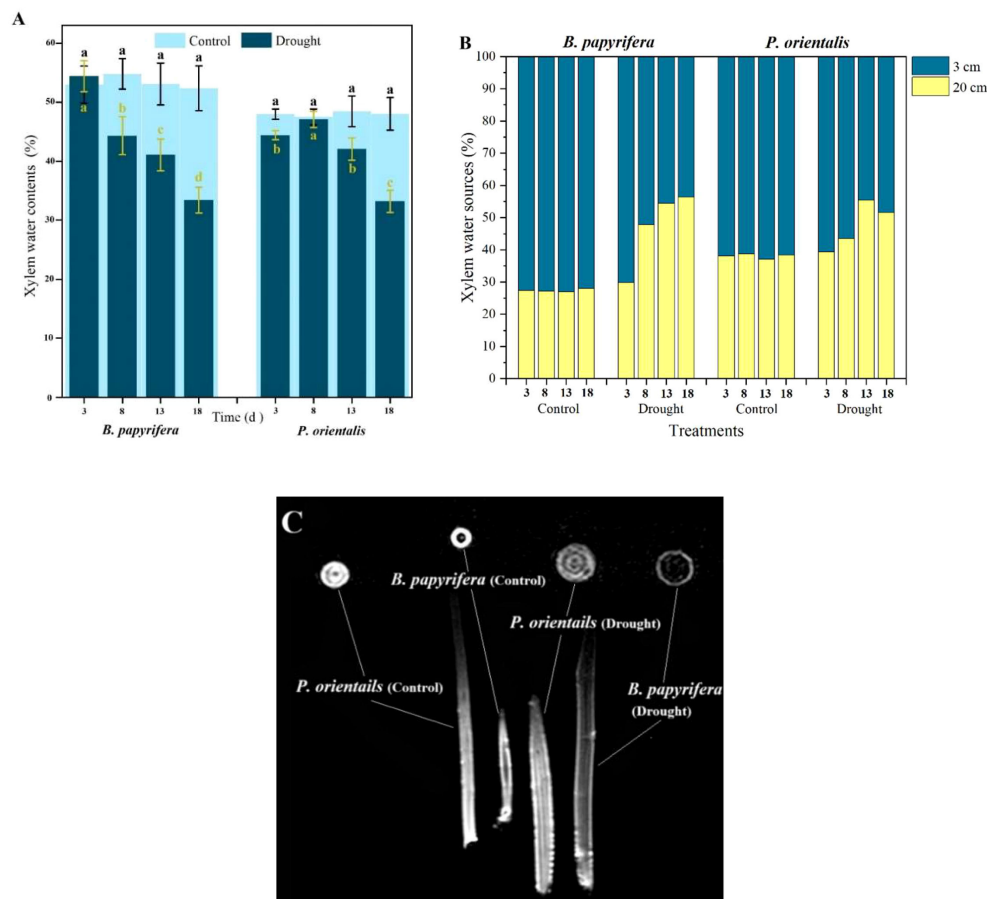 A
Control
Drought
60
50
40
30
20
10
0
Xylem water contents (%)
a
a
a
a
a
b
c
d
a
a
a
a
b
a
b
c
3
8
13
18
3
8
13
18
Time (d )
B. papyrifera
P. orientalis
B
B. papyrifera
P. orientalis
3 cm
20 cm
100
90
80
70
60
50
40
30
20
10
0
Xylem water sources (%)
3 8 13 18
3 8 13 18
3 8 13 18
3 8 13 18
Control
Drought
Control
Drought
Treatments
C
B. papyrifera (Control)
P. orientails (Drought)
P. orientails (Control)
B. papyrifera
(Drought)